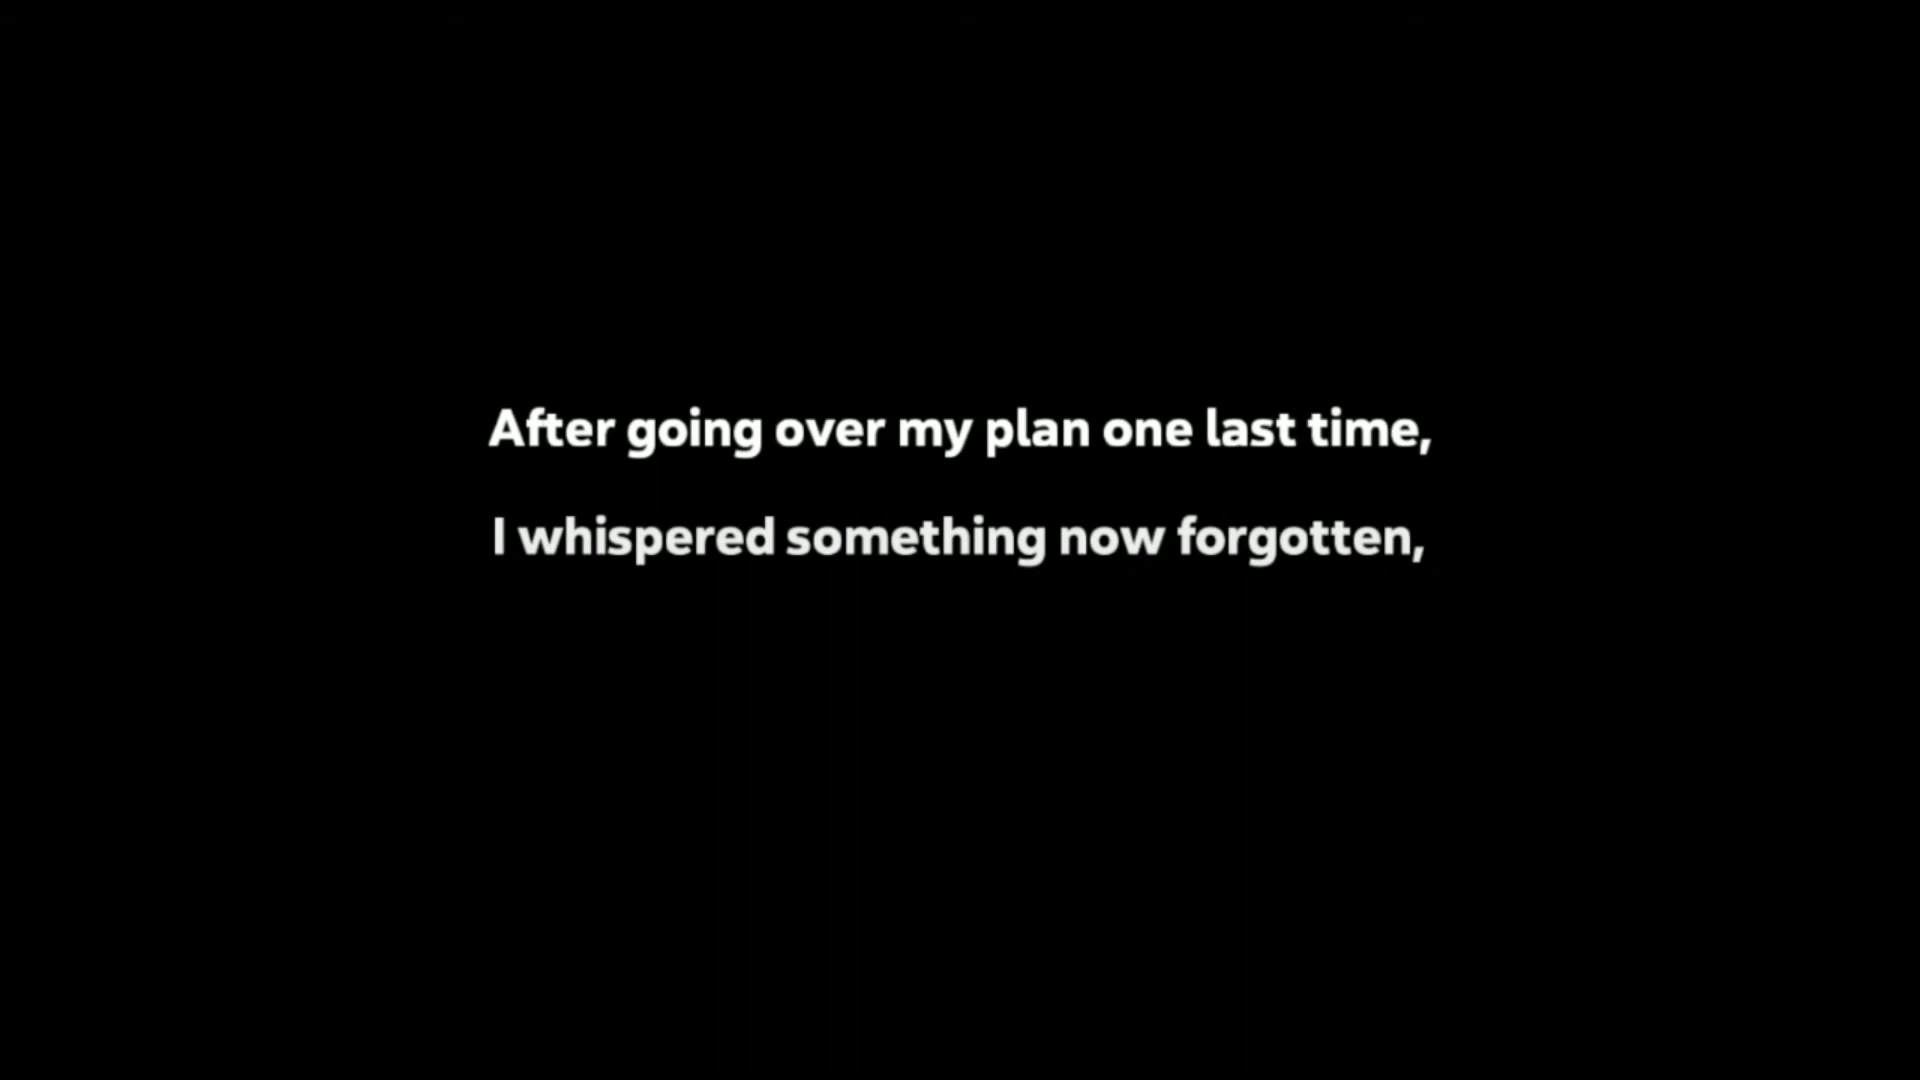 After going over my plan one last time,
I whispered something now forgotten,